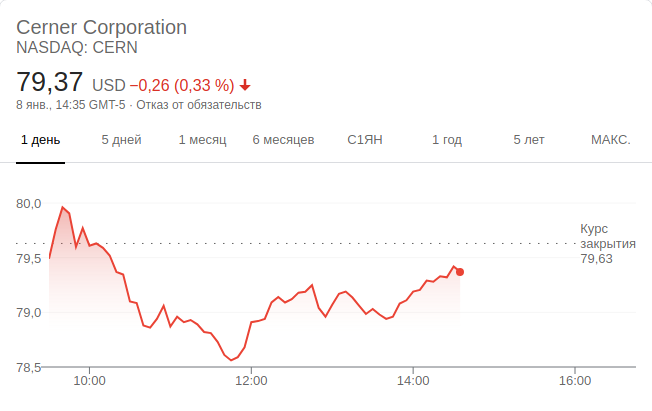 Cerner Corporation
NASDAQ: CERN
79,37 USD −0,26 (0,33 %)
8 янв., 14:35 GMT-5 · Отказ от обязательств
1 день 5 дней 1 месяц 6 месяцев С1ЯН 1 год 5 лет МАКС.
80,0
Курс
закрытия
79,63
79,5
79,0
78,5
10:00 12:00 14:00 16:00